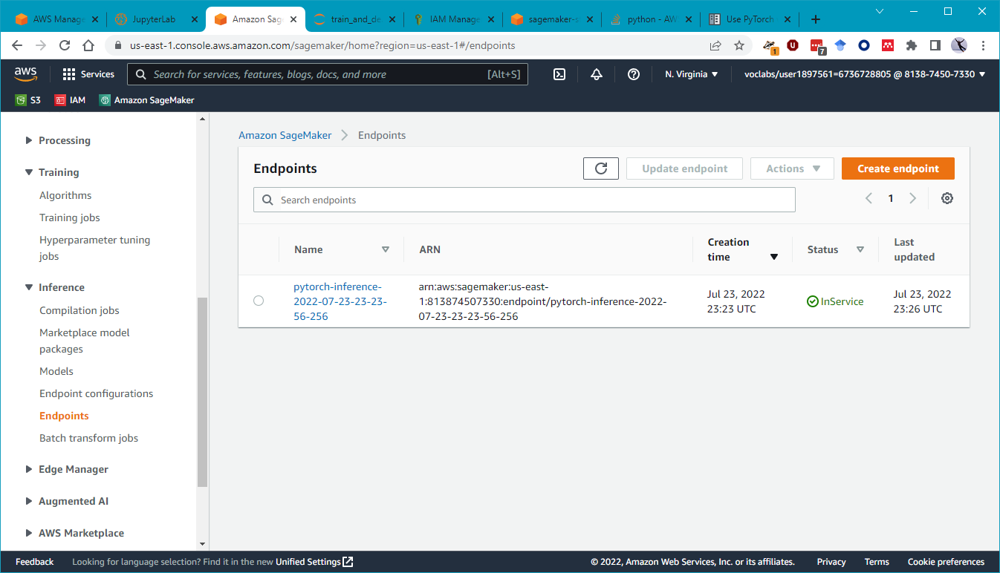 AWS Manage
JupyterLab
Amazon Sag
train_and_de
IAM Manage
sagemaker-s
python - AW
Use PyTorch
us-east-1.console.aws.amazon.com/sagemaker/home?region=us-east-1#/endpoints
1
7
aws
Services
Search for services, features, blogs, docs, and more
[Alt+S]
N. Virginia
voclabs/user1897561=6736728805 @ 8138-7450-7330
S3
IAM
Amazon SageMaker
Processing
Training
Algorithms
Training jobs
Hyperparameter tuning
jobs
Inference
Compilation jobs
Marketplace model
packages
Models
Endpoint configurations
Endpoints
Batch transform jobs
Edge Manager
Augmented AI
AWS Marketplace
Amazon SageMaker
Endpoints
Endpoints
Update endpoint
Actions
Create endpoint
Search endpoints
1
Name
ARN
Creation
time
Status
Last
updated
pytorch-inference-
2022-07-23-23-23-
56-256
arn:aws:sagemaker:us-east-
1:813874507330:endpoint/pytorch-inference-2022-
07-23-23-23-56-256
Jul 23, 2022
23:23 UTC
InService
Jul 23, 2022
23:26 UTC
Feedback
Looking for language selection? Find it in the new Unified Settings
© 2022, Amazon Web Services, Inc. or its affiliates.
Privacy
Terms
Cookie preferences